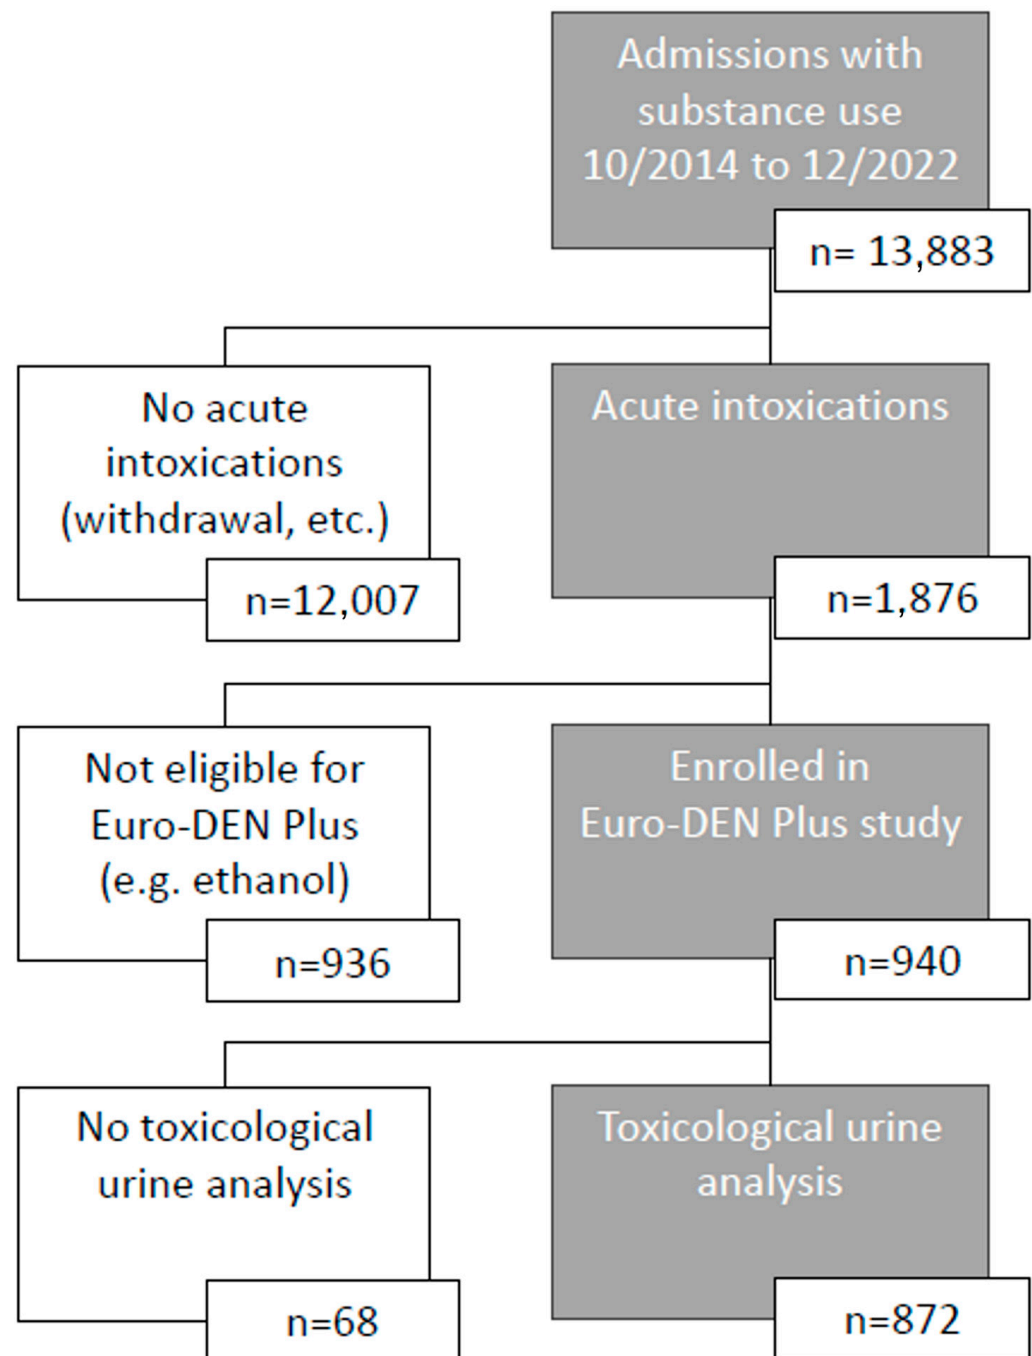 Admissions with
substance use
10/2014 to 12/2022
n= 13,883
No acute
intoxications
(withdrawal, etc.)
n=12,007
Acute intoxications
n=1,876
Not eligible for
Euro-DEN Plus
(e.g. ethanol)
n=936
Enrolled in
Euro-DEN Plus study
n=940
No toxicological
urine analysis
n=68
Toxicological urine
analysis
n=872